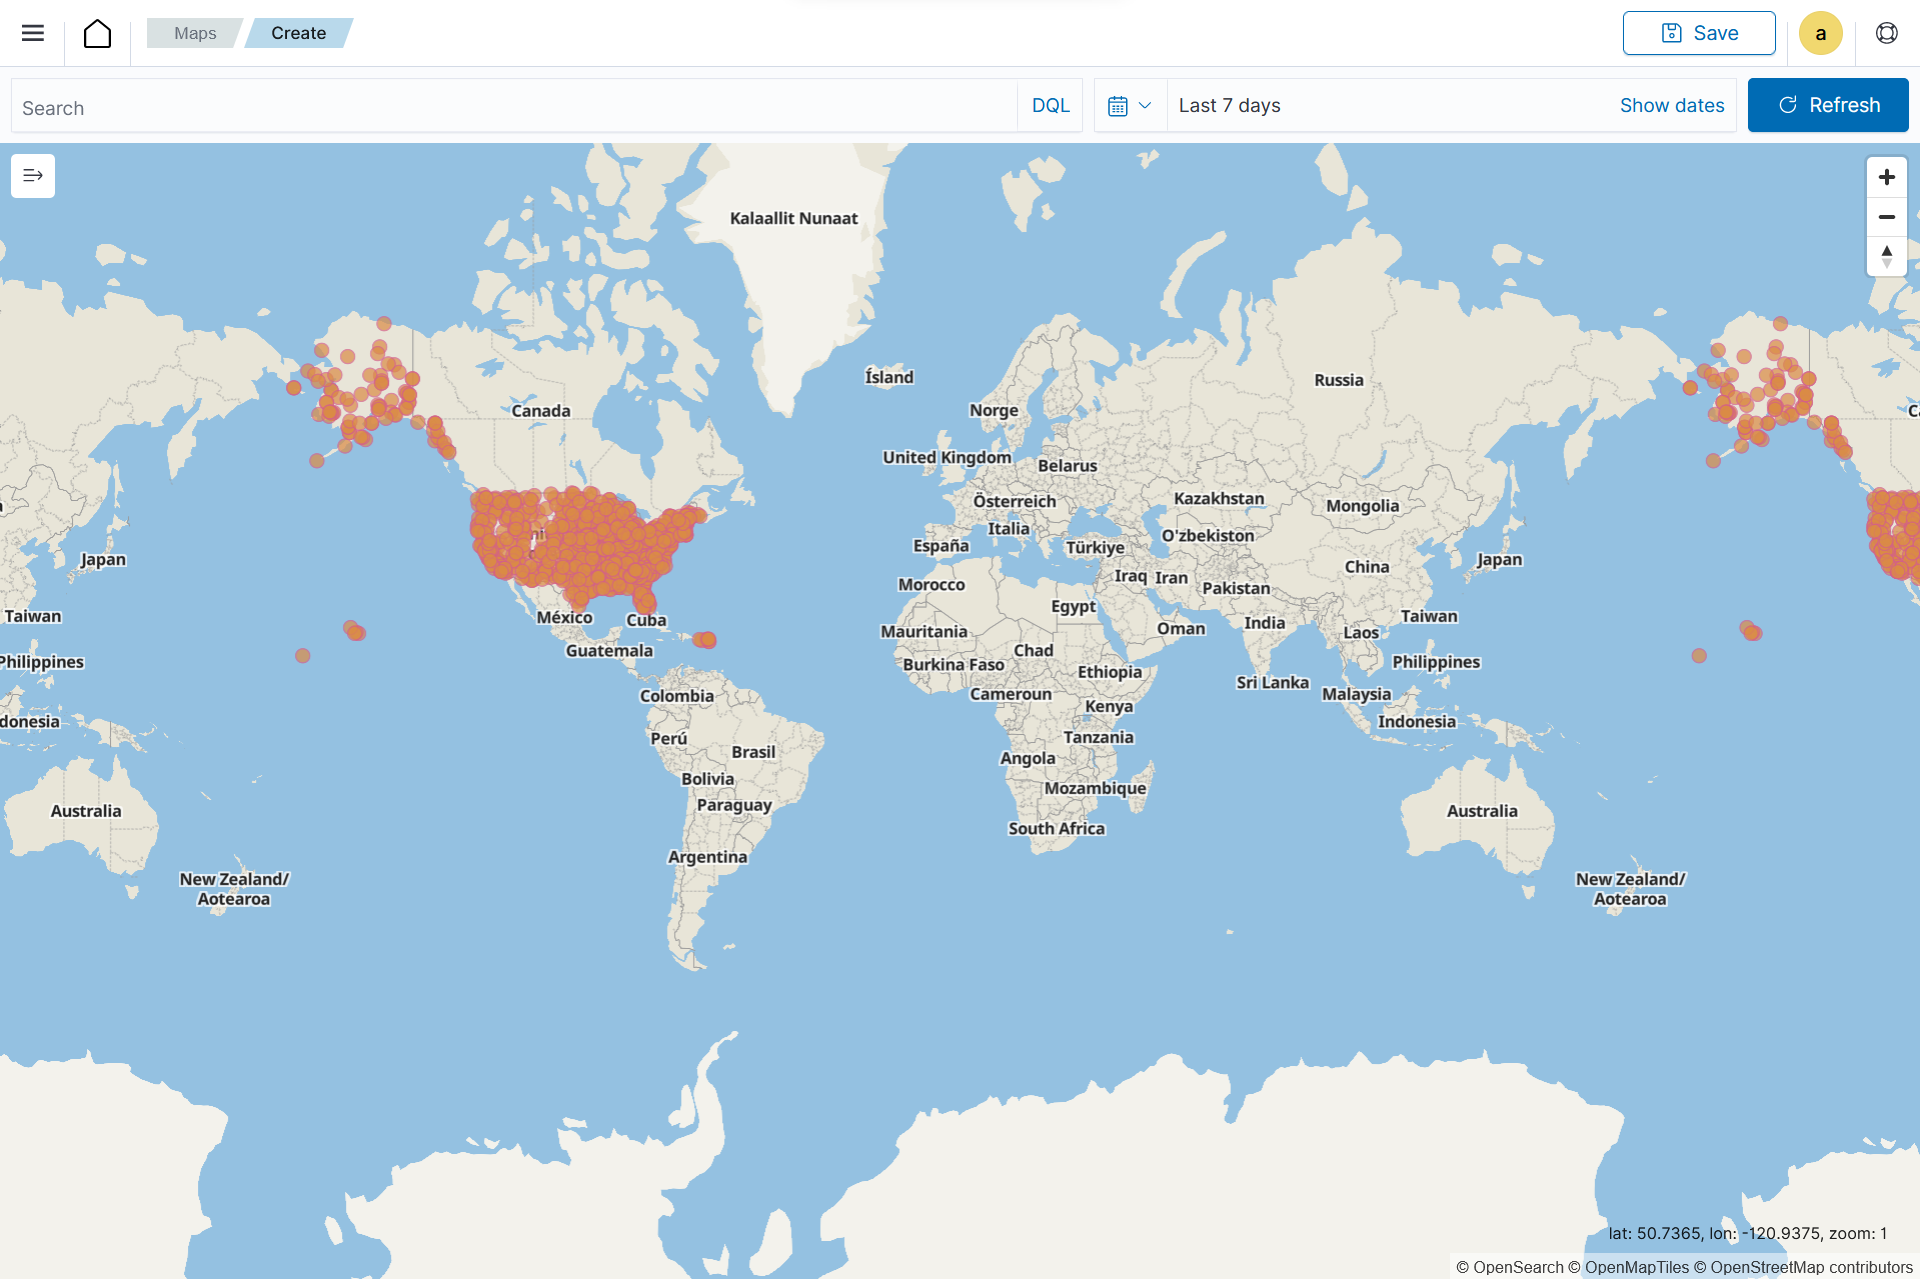 Maps
Create
Save
a
Search
DQL
Last 7 days
Show dates
Refresh
Kalaallit Nunaat
Ísland
Russia
Norge
Canada
United Kingdom
Belarus
Österreich
Kazakhstan
Mongolia
Italia
O'zbekiston
España
Türkiye
Japan
Japan
China
Iraq
Iran
Morocco
Pakistan
Egypt
México
Cuba
Taiwan
Taiwan
India
Oman
Mauritania
Laos
Guatemala
Chad
Philippines
Philippines
Burkina Faso
Ethiopia
Sri Lanka
Colombia
Cameroun
Malaysia
Kenya
donesia
Indonesia
Perú
Tanzania
Brasil
Angola
Bolivia
Mozambique
Paraguay
Australia
Australia
South Africa
Argentina
New Zealand/
Aotearoa
New Zealand/
Aotearoa
lat: 50.7365, lon: -120.9375, zoom: 1
© OpenSearch © OpenMapTiles © OpenStreetMap contributors